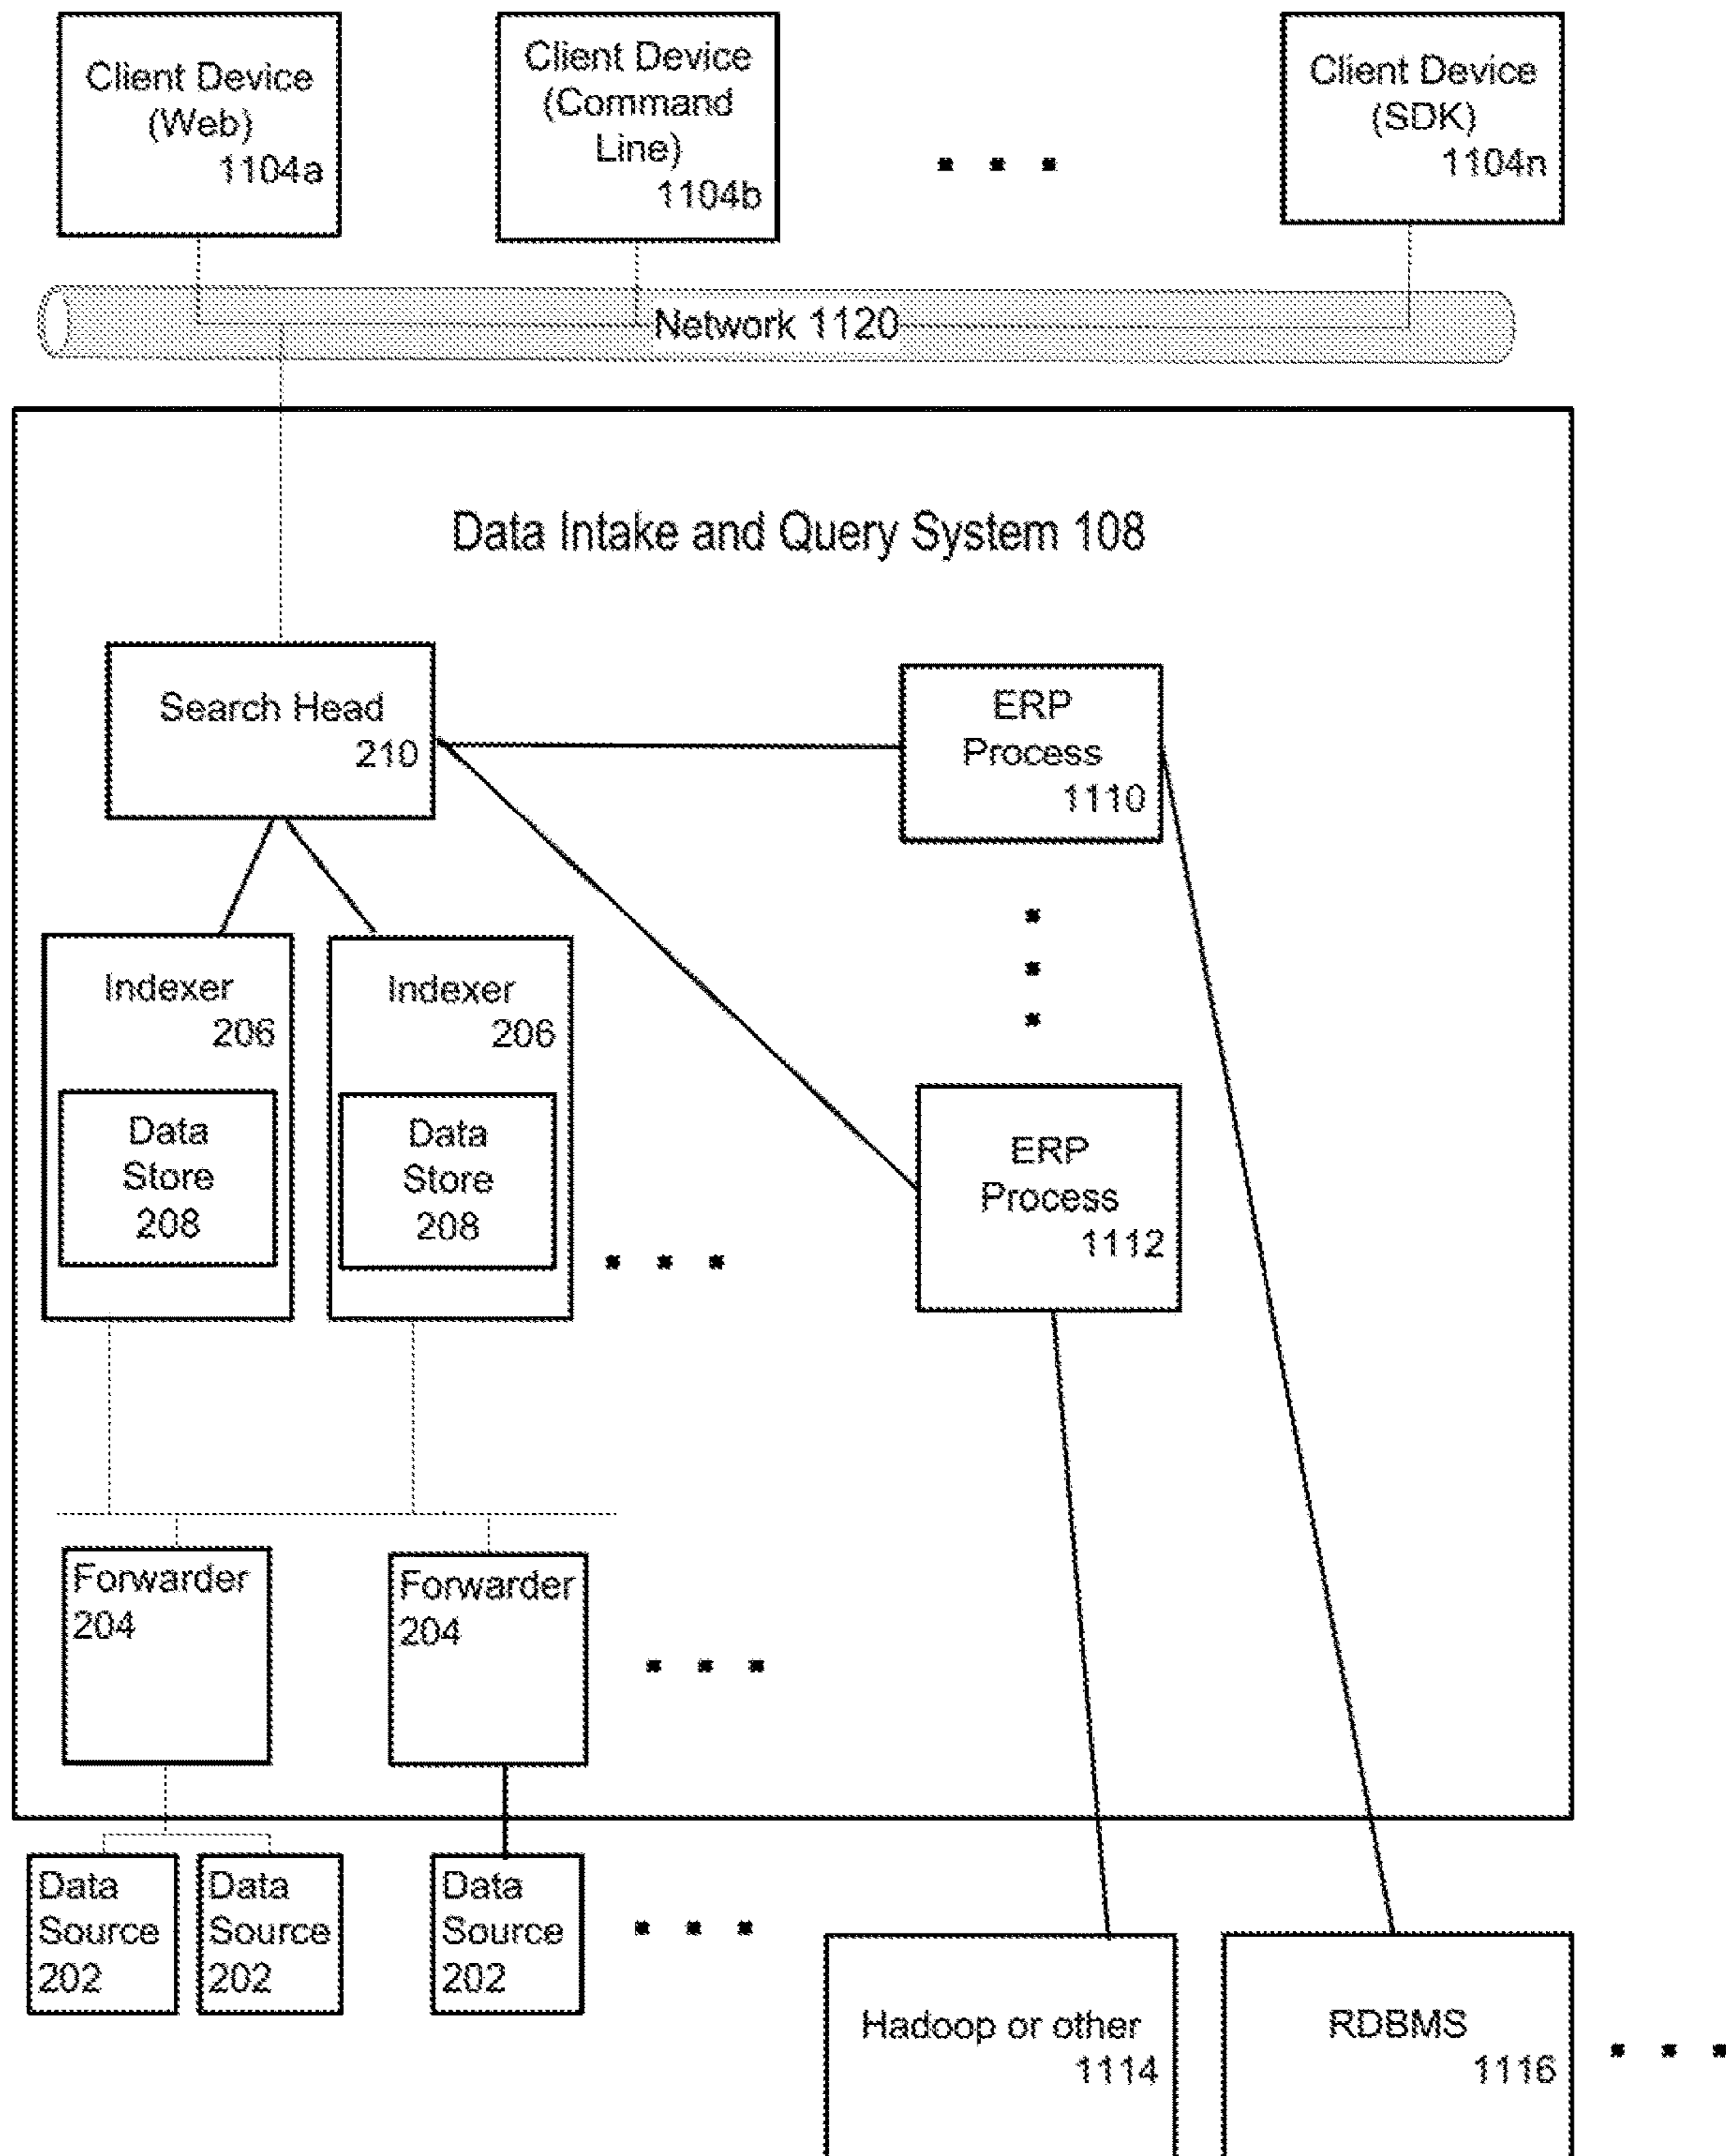 Client Device
(Web)
1104a
Client Device
(Command
Line)
1104b
Client Device
(SDK)
1104n
Network 1120
Data Intake and Query System 108
Search Head
210
ERP
Process
1110
Indexer
206
Data
Store
208
Indexer
206
Data
Store
208
ERP
Process
1112
Forwarder
204
Forwarder
204
Data
Source
202
Data
Source
202
Data
Source
202
Hadoop or other
1114
RDBMS
1116